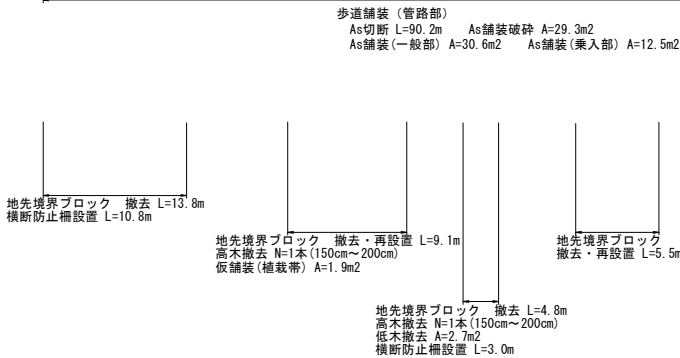 歩道舗装（管路部）
As切断 L=90.2m　As舗装破砕 A=29.3m2
As舗装(一般部) A=30.6m2　As舗装(乗入部) A=12.5m2
地先境界ブロック　撤去 L=13.8m
横断防止柵設置 L=10.8m
地先境界ブロック　撤去・再設置 L=9.1m
高木撤去 N=1本(150cm～200cm)
仮舗装(植栽帯) A=1.9m2
地先境界ブロック
撤去・再設置 L=5.5m
地先境界ブロック　撤去 L=4.8m
高木撤去 N=1本(150cm～200cm)
低木撤去 A=2.7m2
横断防止柵設置 L=3.0m